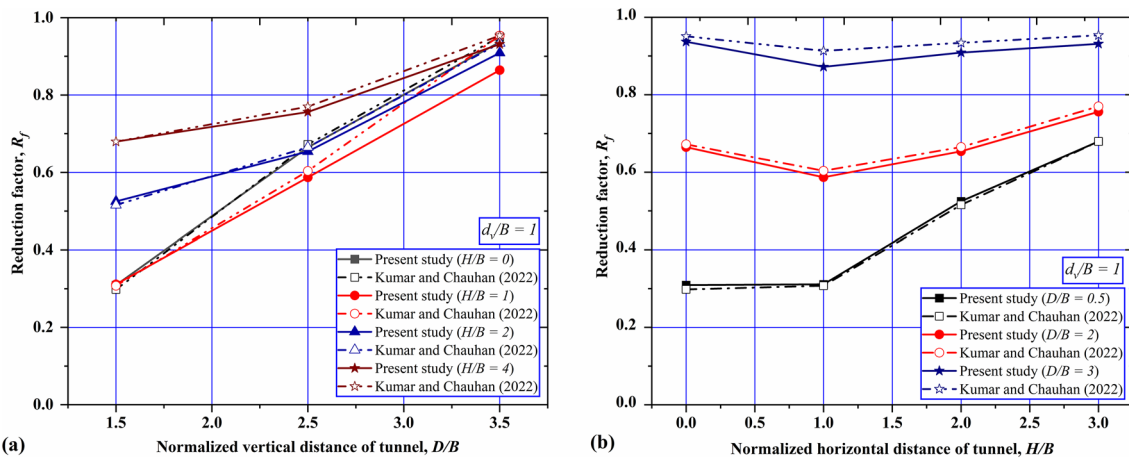 1.0
0.8
0.6
0.4
0.2
0.0
Reduction factor, R_f
d_v/B = 1
Present study (H/B = 0)
Kumar and Chauhan (2022)
Present study (H/B = 1)
Kumar and Chauhan (2022)
Present study (H/B = 2)
Kumar and Chauhan (2022)
Present study (H/B = 4)
Kumar and Chauhan (2022)
1.5 2.0 2.5 3.0 3.5
(a) Normalized vertical distance of tunnel, D/B
1.0
0.8
0.6
0.4
0.2
0.0
Reduction factor, R_f
d_v/B = 1
Present study (D/B = 0.5)
Kumar and Chauhan (2022)
Present study (D/B = 2)
Kumar and Chauhan (2022)
Present study (D/B = 3)
Kumar and Chauhan (2022)
0.0 0.5 1.0 1.5 2.0 2.5 3.0
(b) Normalized horizontal distance of tunnel, H/B